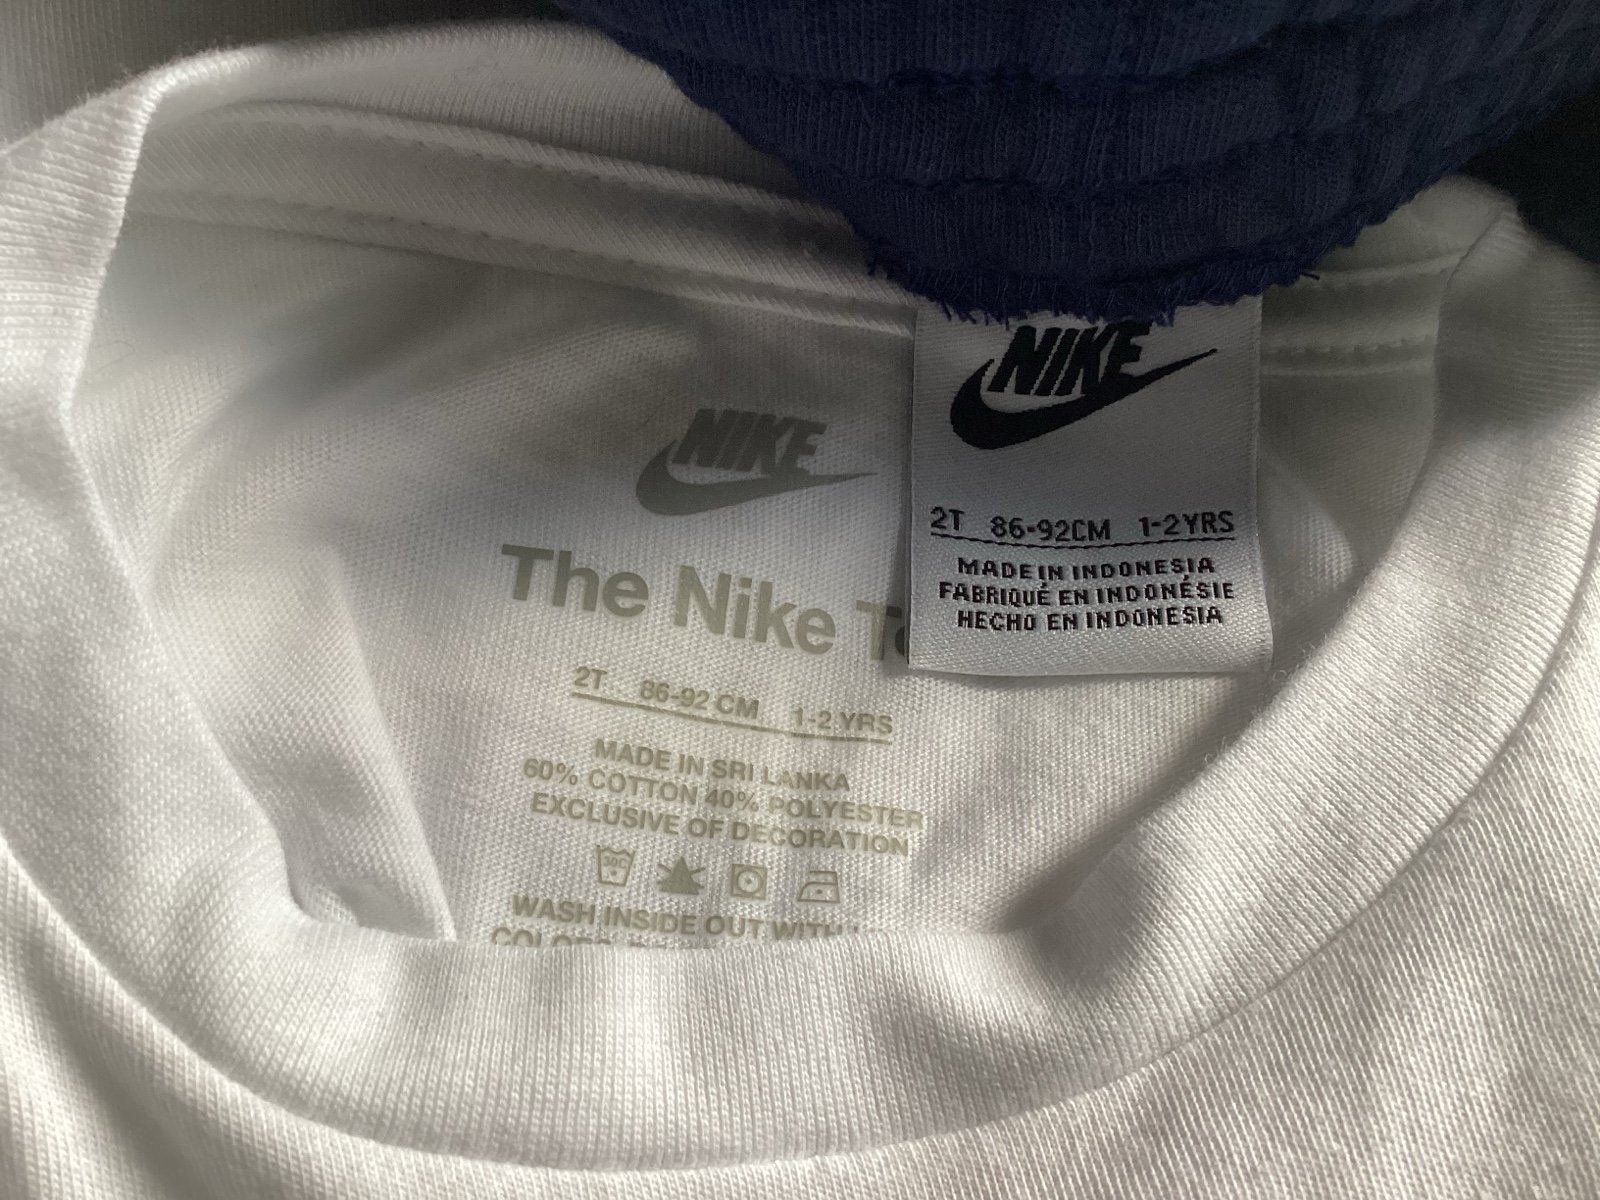 NIKE
The Nike
2T 86-92 CM 1-2 YRS
MADE IN SRI LANKA
60% COTTON 40% POLYESTER
EXCLUSIVE OF DECORATION
30C
WASH INSIDE OUT WITH
NIKE
2T 86-92CM 1-2YRS
MADE IN INDONESIA
FABRIQUÉ EN INDONÉSIE
HECHO EN INDONESIA